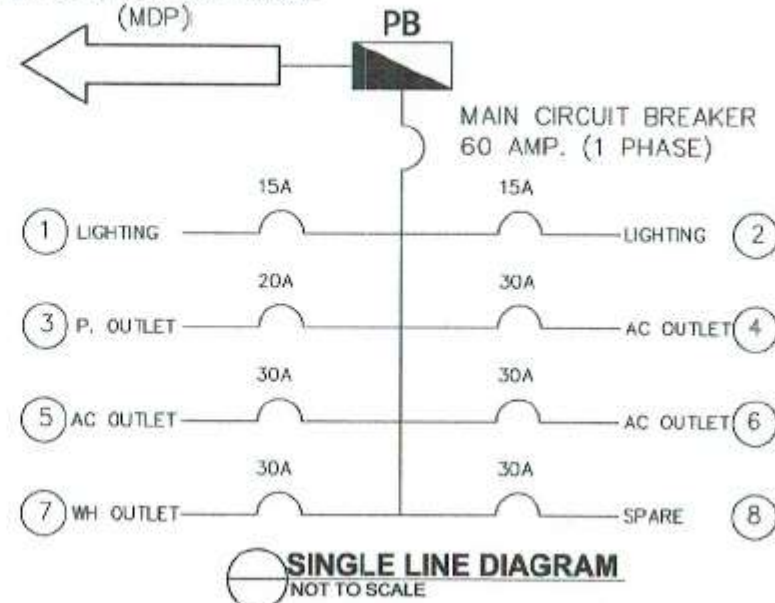 (MDP)
PB
MAIN CIRCUIT BREAKER
60 AMP. (1 PHASE)
15A 15A
1 LIGHTING LIGHTING 2
20A 30A
3 P. OUTLET AC OUTLET 4
30A 30A
5 AC OUTLET AC OUTLET 6
30A 30A
7 WH OUTLET SPARE 8
SINGLE LINE DIAGRAM
NOT TO SCALE